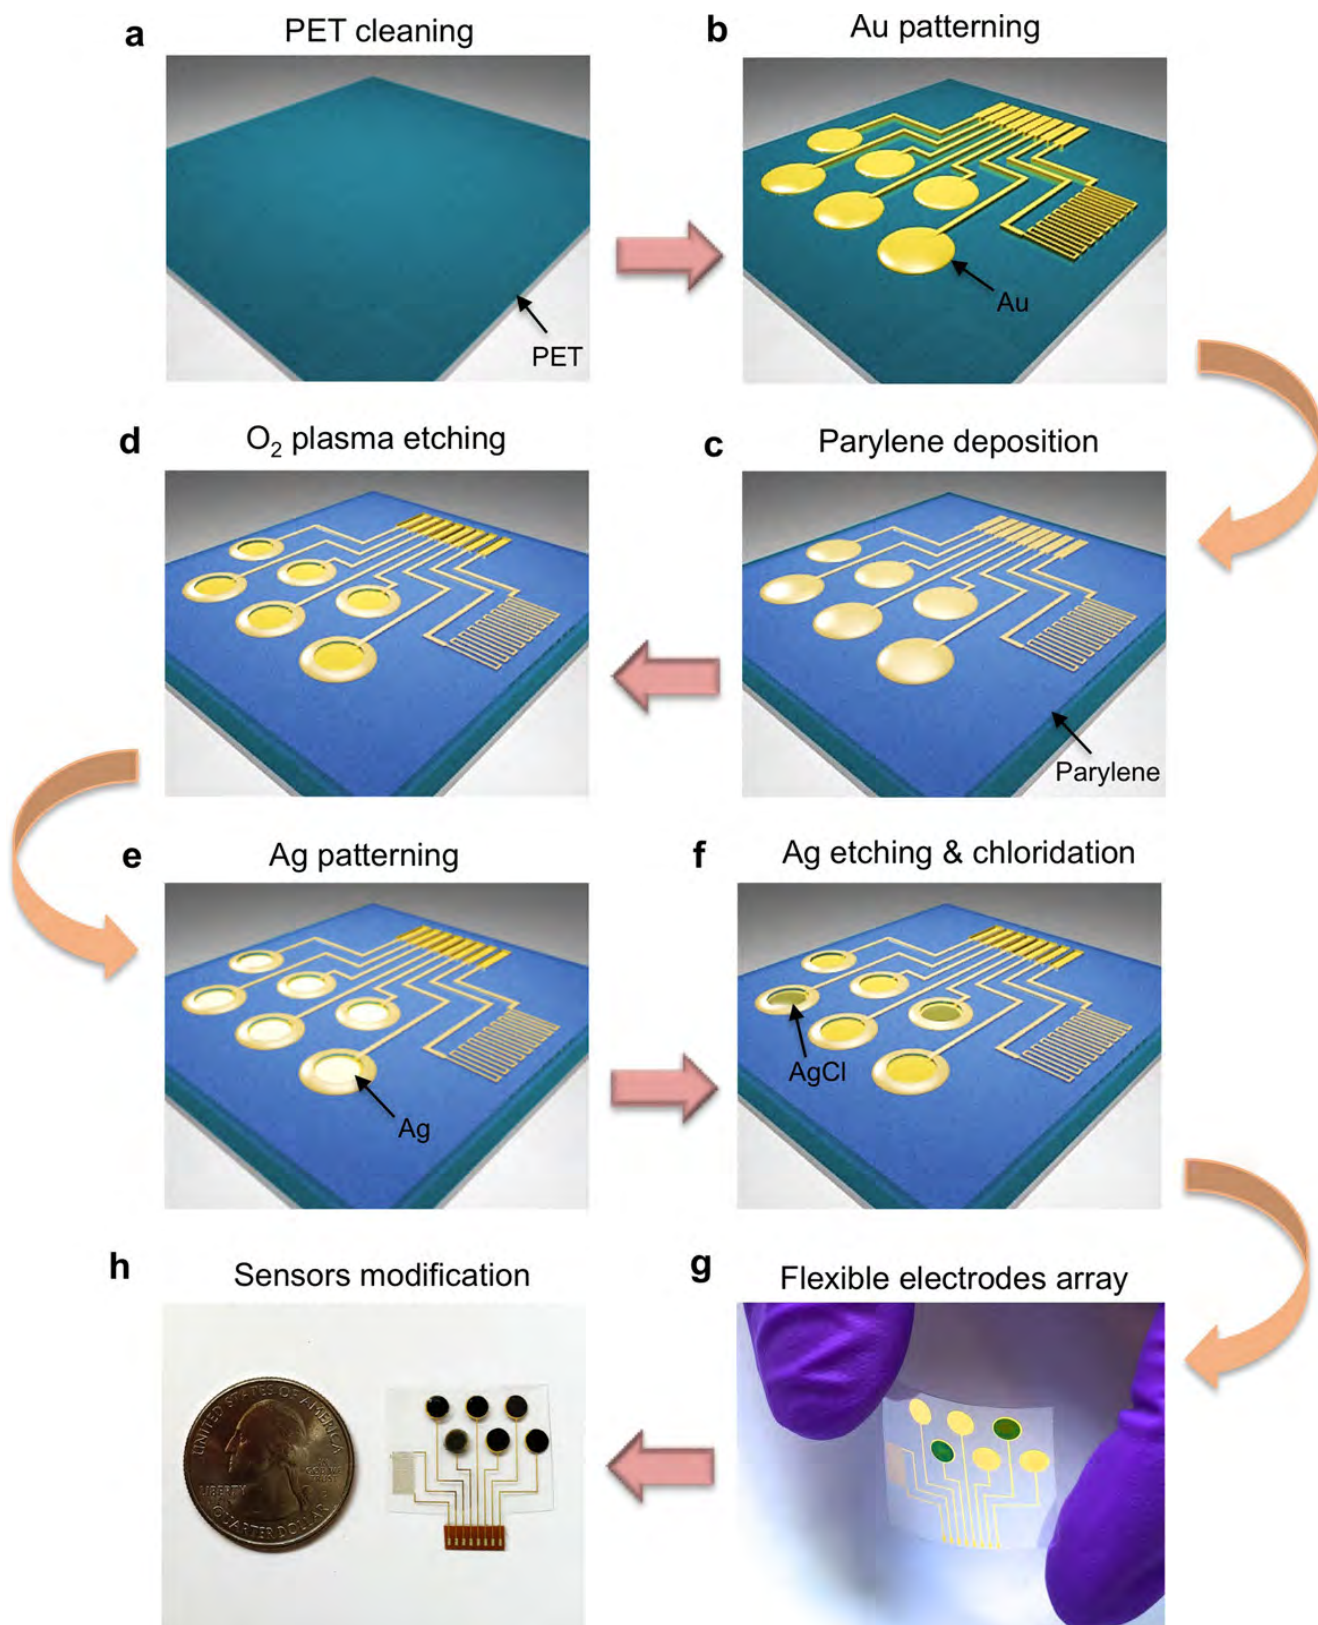 a PET cleaning
PET
b Au patterning
Au
c Parylene deposition
Parylene
d O₂ plasma etching
e Ag patterning
Ag
f Ag etching & chloridation
AgCl
g Flexible electrodes array
h Sensors modification
UNITED STATES OF AMERICA
LIBERTY
QUARTER DOLLAR